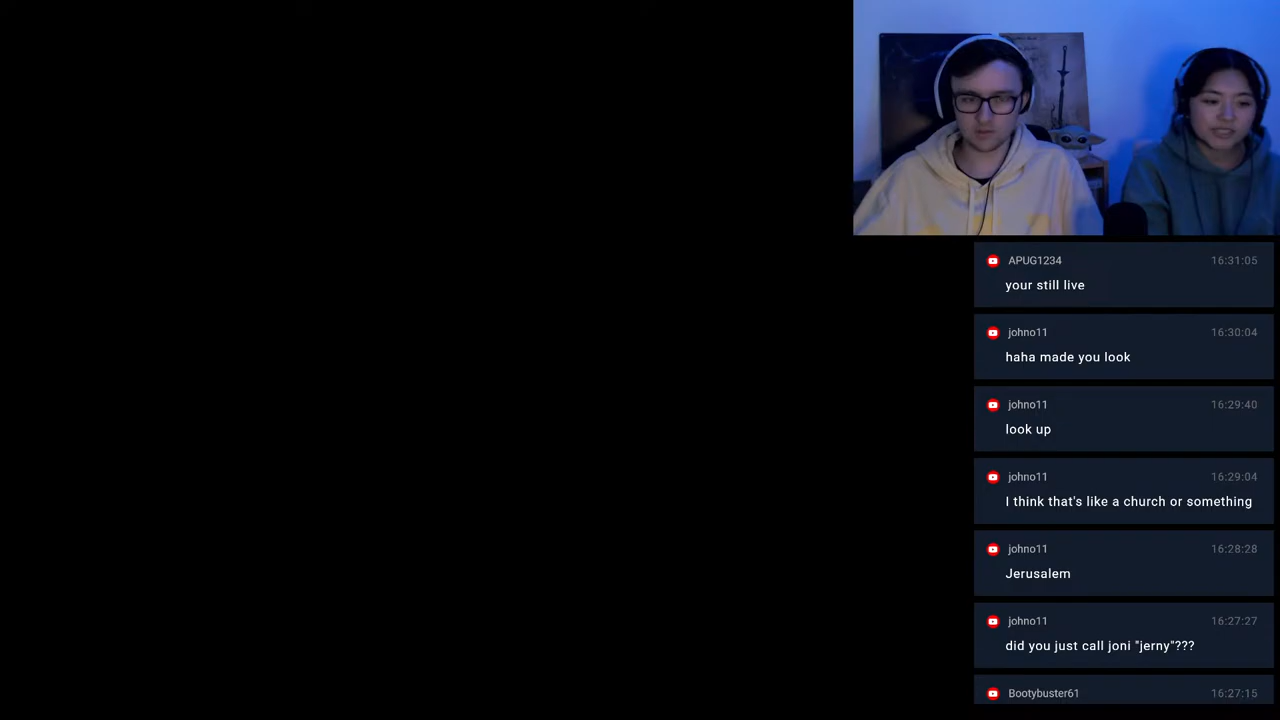 APUG1234 16:31:05
your still live
johno11 16:30:04
haha made you look
johno11 16:29:40
look up
johno11 16:29:04
I think that's like a church or something
johno11 16:28:28
Jerusalem
johno11 16:27:27
did you just call joni "jerny"???
Bootybuster61 16:27:15